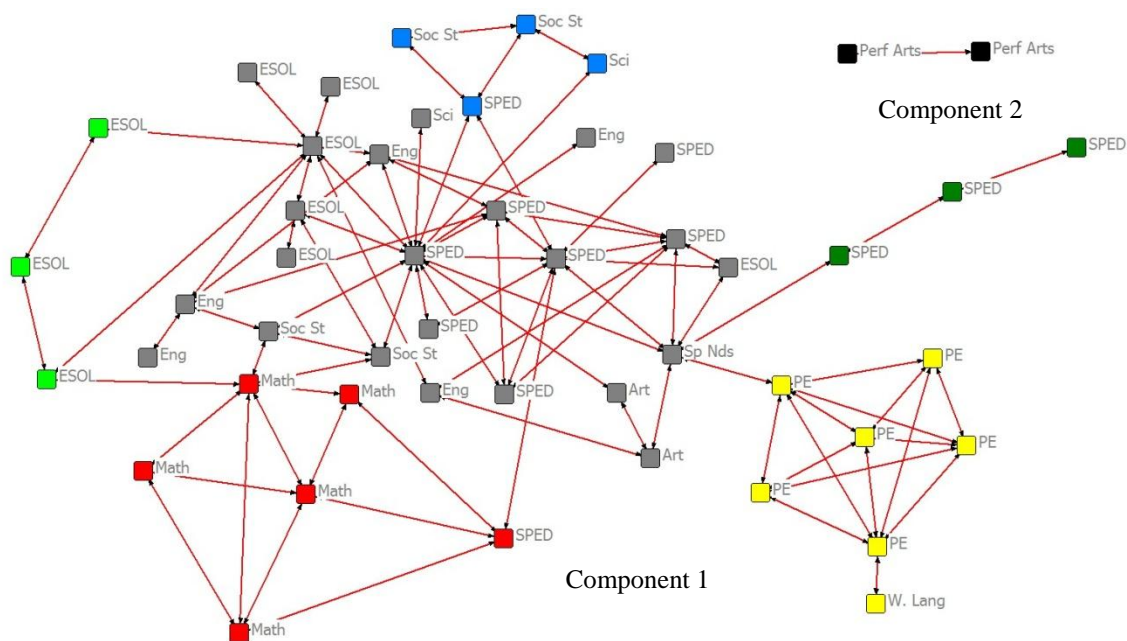 Soc St
Soc St
Perf Arts
Perf Arts
Sci
ESOL
ESOL
SPED
Component 2
Sci
ESOL
Eng
ESOL
SPED
SPED
Eng
SPED
ESOL
SPED
SPED
SPED
SPED
SPED
ESOL
ESOL
ESOL
Eng
SPED
Soc St
Eng
Soc St
Sp Nds
PE
ESOL
Math
Math
Eng
SPED
Art
PE
PE
PE
Art
Math
Math
PE
SPED
PE
Component 1
W. Lang
Math